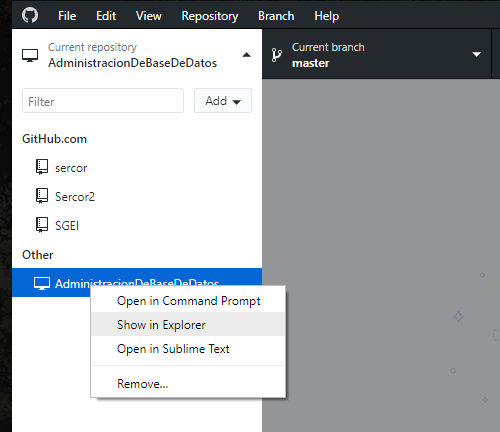 File Edit View Repository Branch Help
Current repository
AdministracionDeBaseDeDatos
Current branch
master
Filter
Add
GitHub.com
sercor
Sercor2
SGEI
Other
AdministracionDeBaseDeDatos
Open in Command Prompt
Show in Explorer
Open in Sublime Text
Remove...